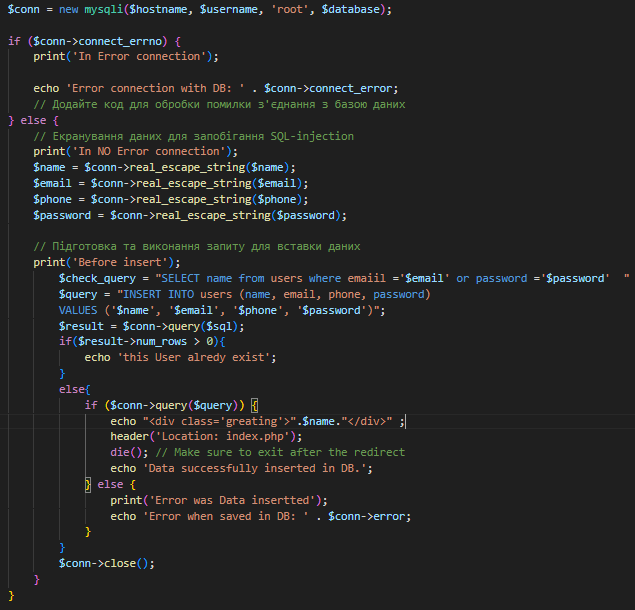 $conn = new mysqli($hostname, $username, 'root', $database);
if ($conn->connect_errno) {
print('In Error connection');
echo 'Error connection with DB: ' . $conn->connect_error;
// Додайте код для обробки помилки з'єднання з базою даних
} else {
// Екранування даних для запобігання SQL-injection
print('In NO Error connection');
$name = $conn->real_escape_string($name);
$email = $conn->real_escape_string($email);
$phone = $conn->real_escape_string($phone);
$password = $conn->real_escape_string($password);
// Підготовка та виконання запиту для вставки даних
print('Before insert');
$check_query = "SELECT name from users where emaiil ='$email' or password ='$password'  "
$query = "INSERT INTO users (name, email, phone, password)
VALUES ('$name', '$email', '$phone', '$password')";
$result = $conn->query($sql);
if($result->num_rows > 0){
echo 'this User alredy exist';
}
else{
if ($conn->query($query)) {
echo "<div class='greating'>".$name."</div>" ;
header('Location: index.php');
die(); // Make sure to exit after the redirect
echo 'Data successfully inserted in DB.';
} else {
print('Error was Data insertted');
echo 'Error when saved in DB: ' . $conn->error;
}
}
$conn->close();
}
}